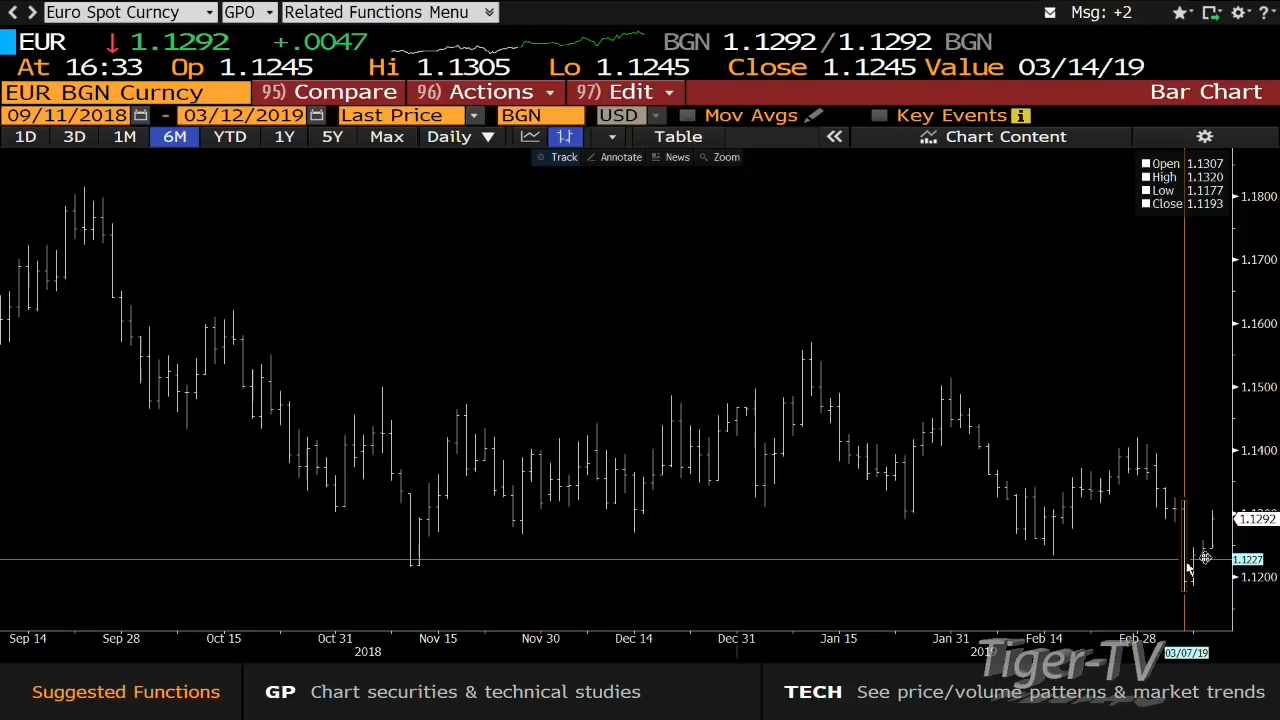 Euro Spot Curncy GPO Related Functions Menu Msg: +2
EUR 1.1292 +.0047 BGN 1.1292/1.1292 BGN
At 16:33 Op 1.1245 Hi 1.1305 Lo 1.1245 Close 1.1245 Value 03/14/19
EUR BGN Curncy 95) Compare 96) Actions 97) Edit Bar Chart
09/11/2018 - 03/12/2019 Last Price BGN USD Mov Avgs Key Events
1D 3D 1M 6M YTD 1Y 5Y Max Daily ▼ Table « Chart Content
Track Annotate News Zoom
Open 1.1307
High 1.1320
Low 1.1177
Close 1.1193
1.1800
1.1700
1.1600
1.1500
1.1400
1.1292
1.1227
1.1200
Sep 14 Sep 28 Oct 15 Oct 31 Nov 15 Nov 30 Dec 14 Dec 31 Jan 15 Jan 31 Feb 14 Feb 28
2018 2019 03/07/19
Tiger-TV
Suggested Functions GP Chart securities & technical studies TECH See price/volume patterns & market trends